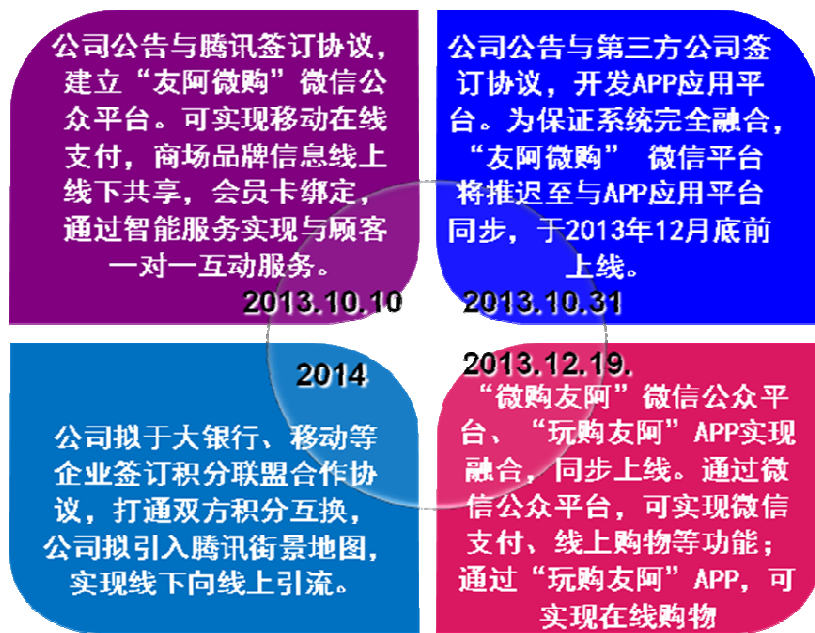 公司公告与腾讯签订协议，
建立“友阿微购”微信公
众平台。可实现移动在线
支付，商场品牌信息线上
线下共享，会员卡绑定，
通过智能服务实现与顾客
一对一互动服务。
2013.10.10
公司公告与第三方公司签
订协议，开发APP应用平
台。为保证系统完全融合，
“友阿微购” 微信平台
将推迟至与APP应用平台
同步，于2013年12月底前
上线。
2013.10.31
2014
公司拟于大银行、移动等
企业签订积分联盟合作协
议，打通双方积分互换，
公司拟引入腾讯街景地图，
实现线下向线上引流。
2013.12.19.
“微购友阿”微信公众平
台、“玩购友阿”APP实现
融合，同步上线。通过微
信公众平台，可实现微信
支付、线上购物等功能；
通过“玩购友阿”APP，可
实现在线购物